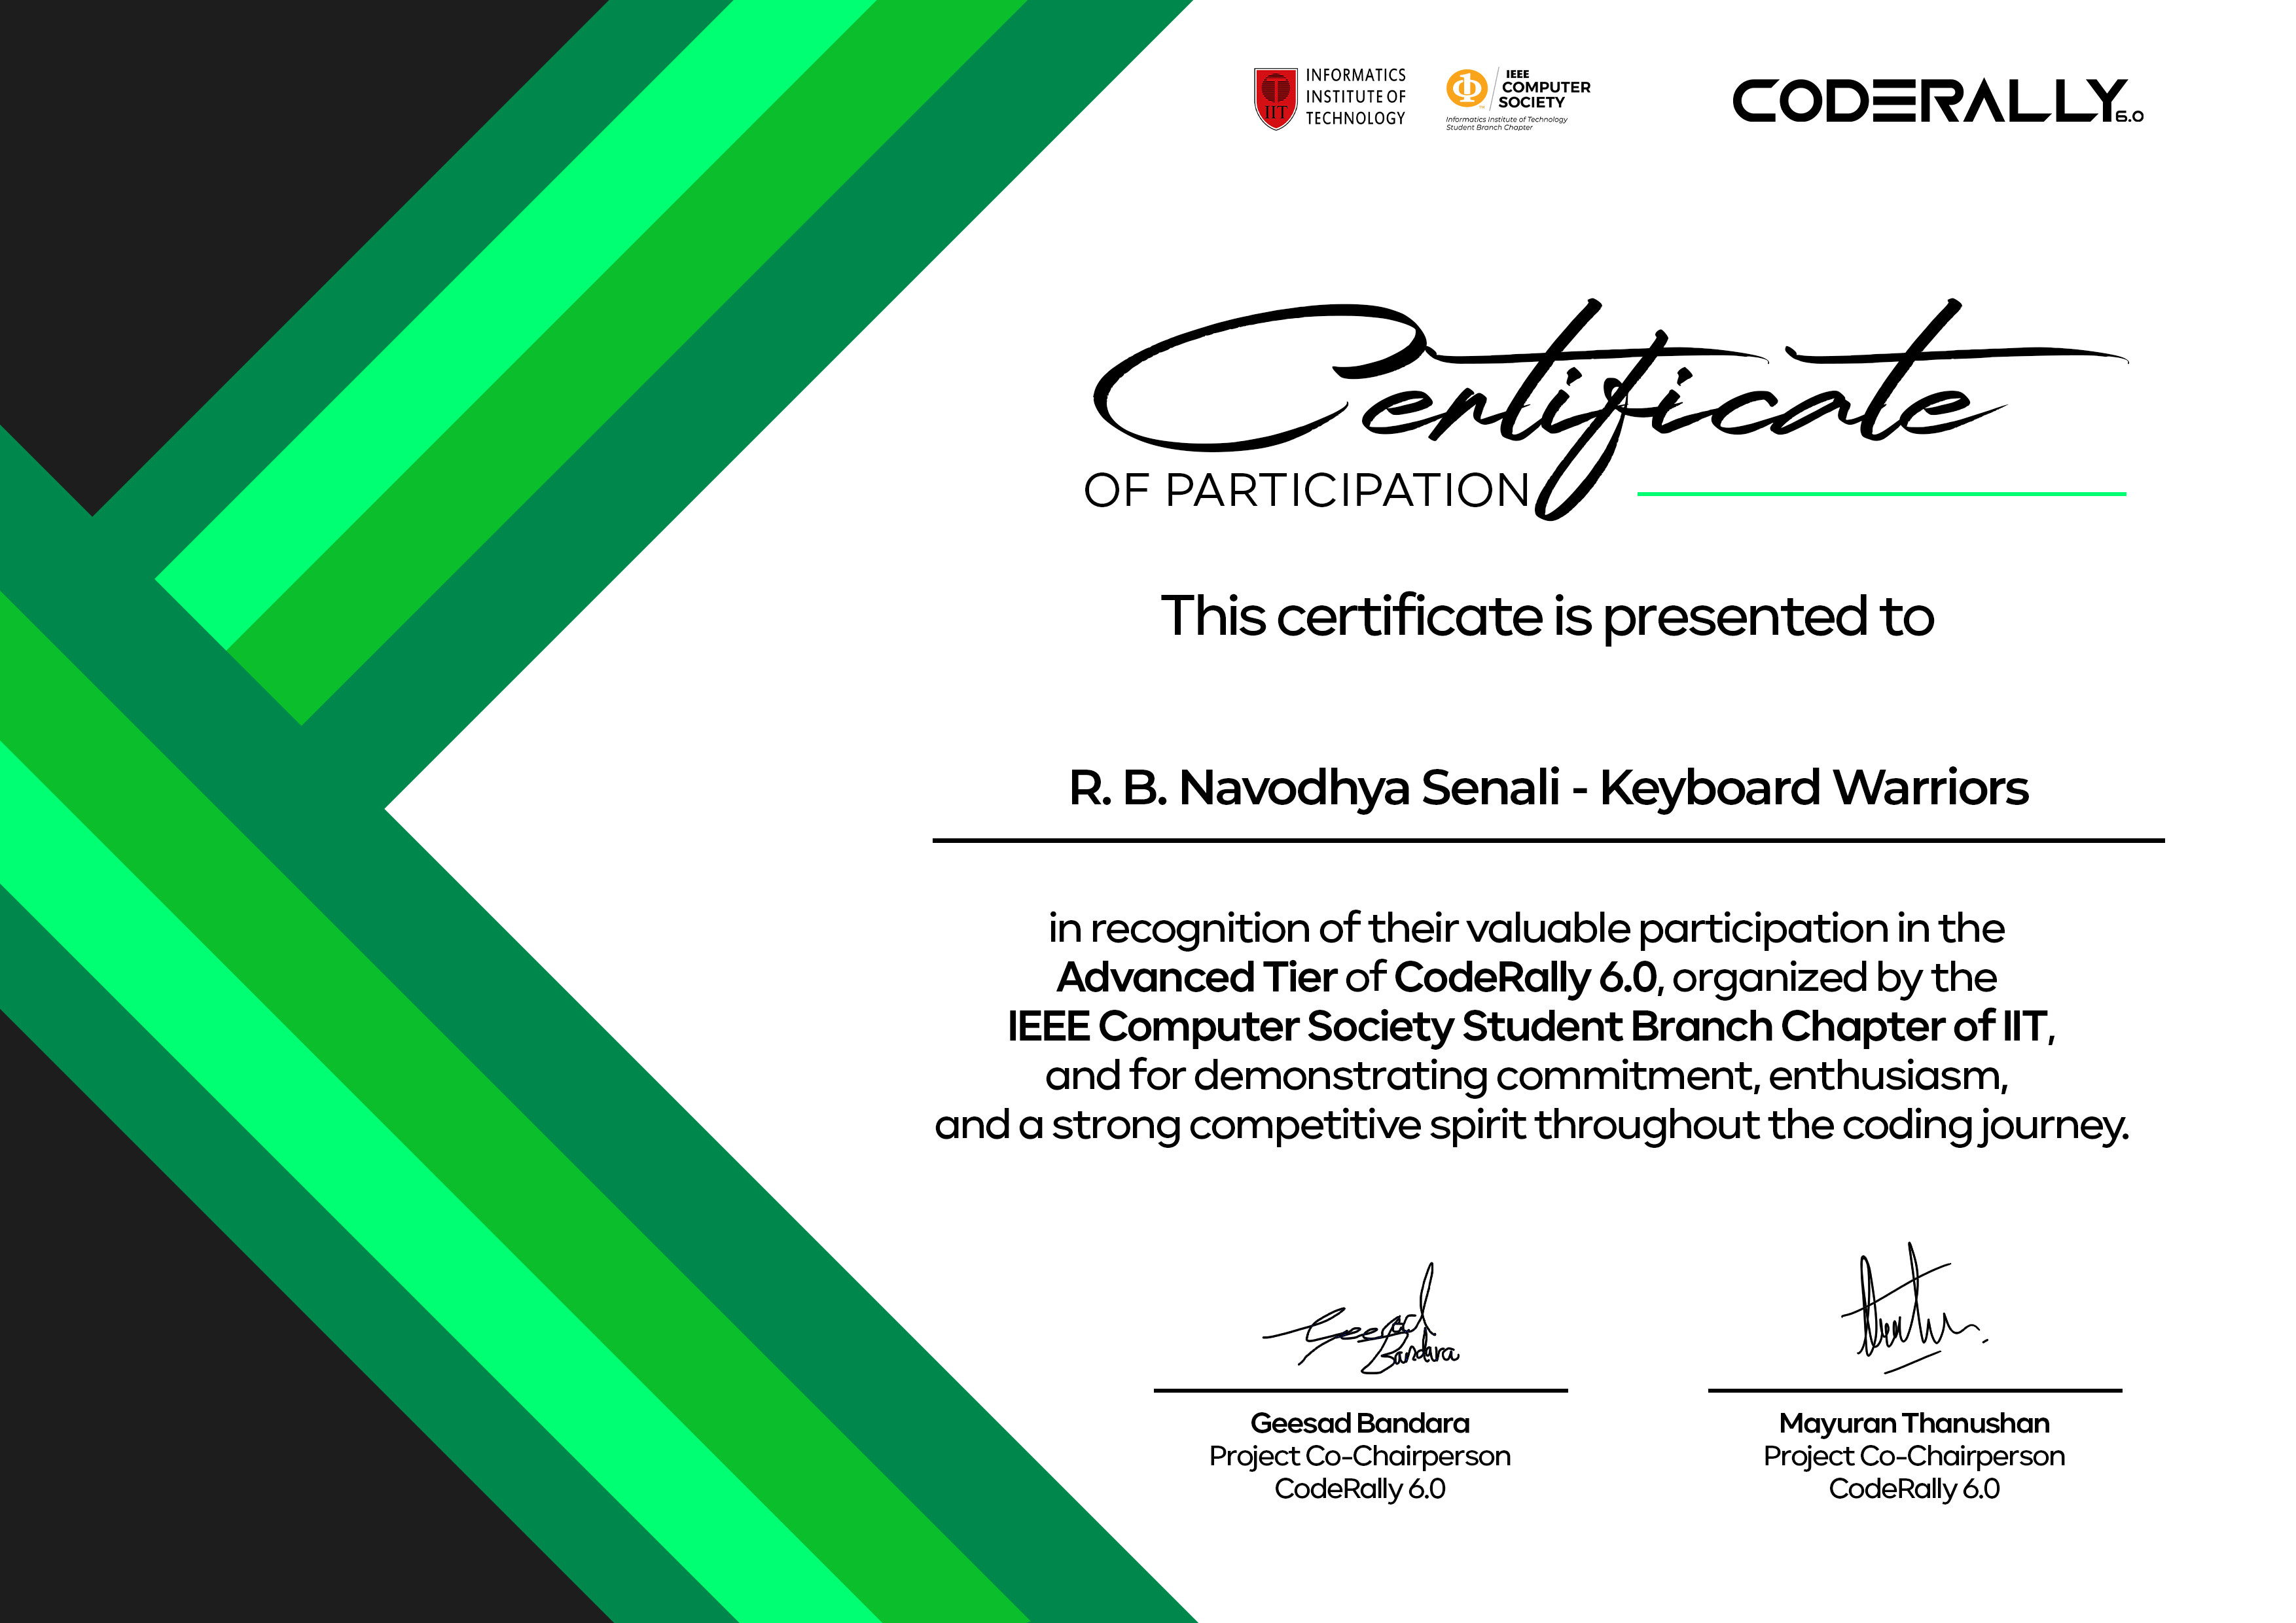 INFORMATICS
INSTITUTE OF
TECHNOLOGY
IIT
IEEE
COMPUTER
SOCIETY
Informatics Institute of Technology
Student Branch Chapter
CODERALLY 6.0
Certificate
OF PARTICIPATION
This certificate is presented to
R. B. Navodhya Senali - Keyboard Warriors
in recognition of their valuable participation in the
Advanced Tier of CodeRally 6.0, organized by the
IEEE Computer Society Student Branch Chapter of IIT,
and for demonstrating commitment, enthusiasm,
and a strong competitive spirit throughout the coding journey.
Geesad
Bandara
Geesad Bandara
Project Co-Chairperson
CodeRally 6.0
Mayuran Thanushan
Project Co-Chairperson
CodeRally 6.0